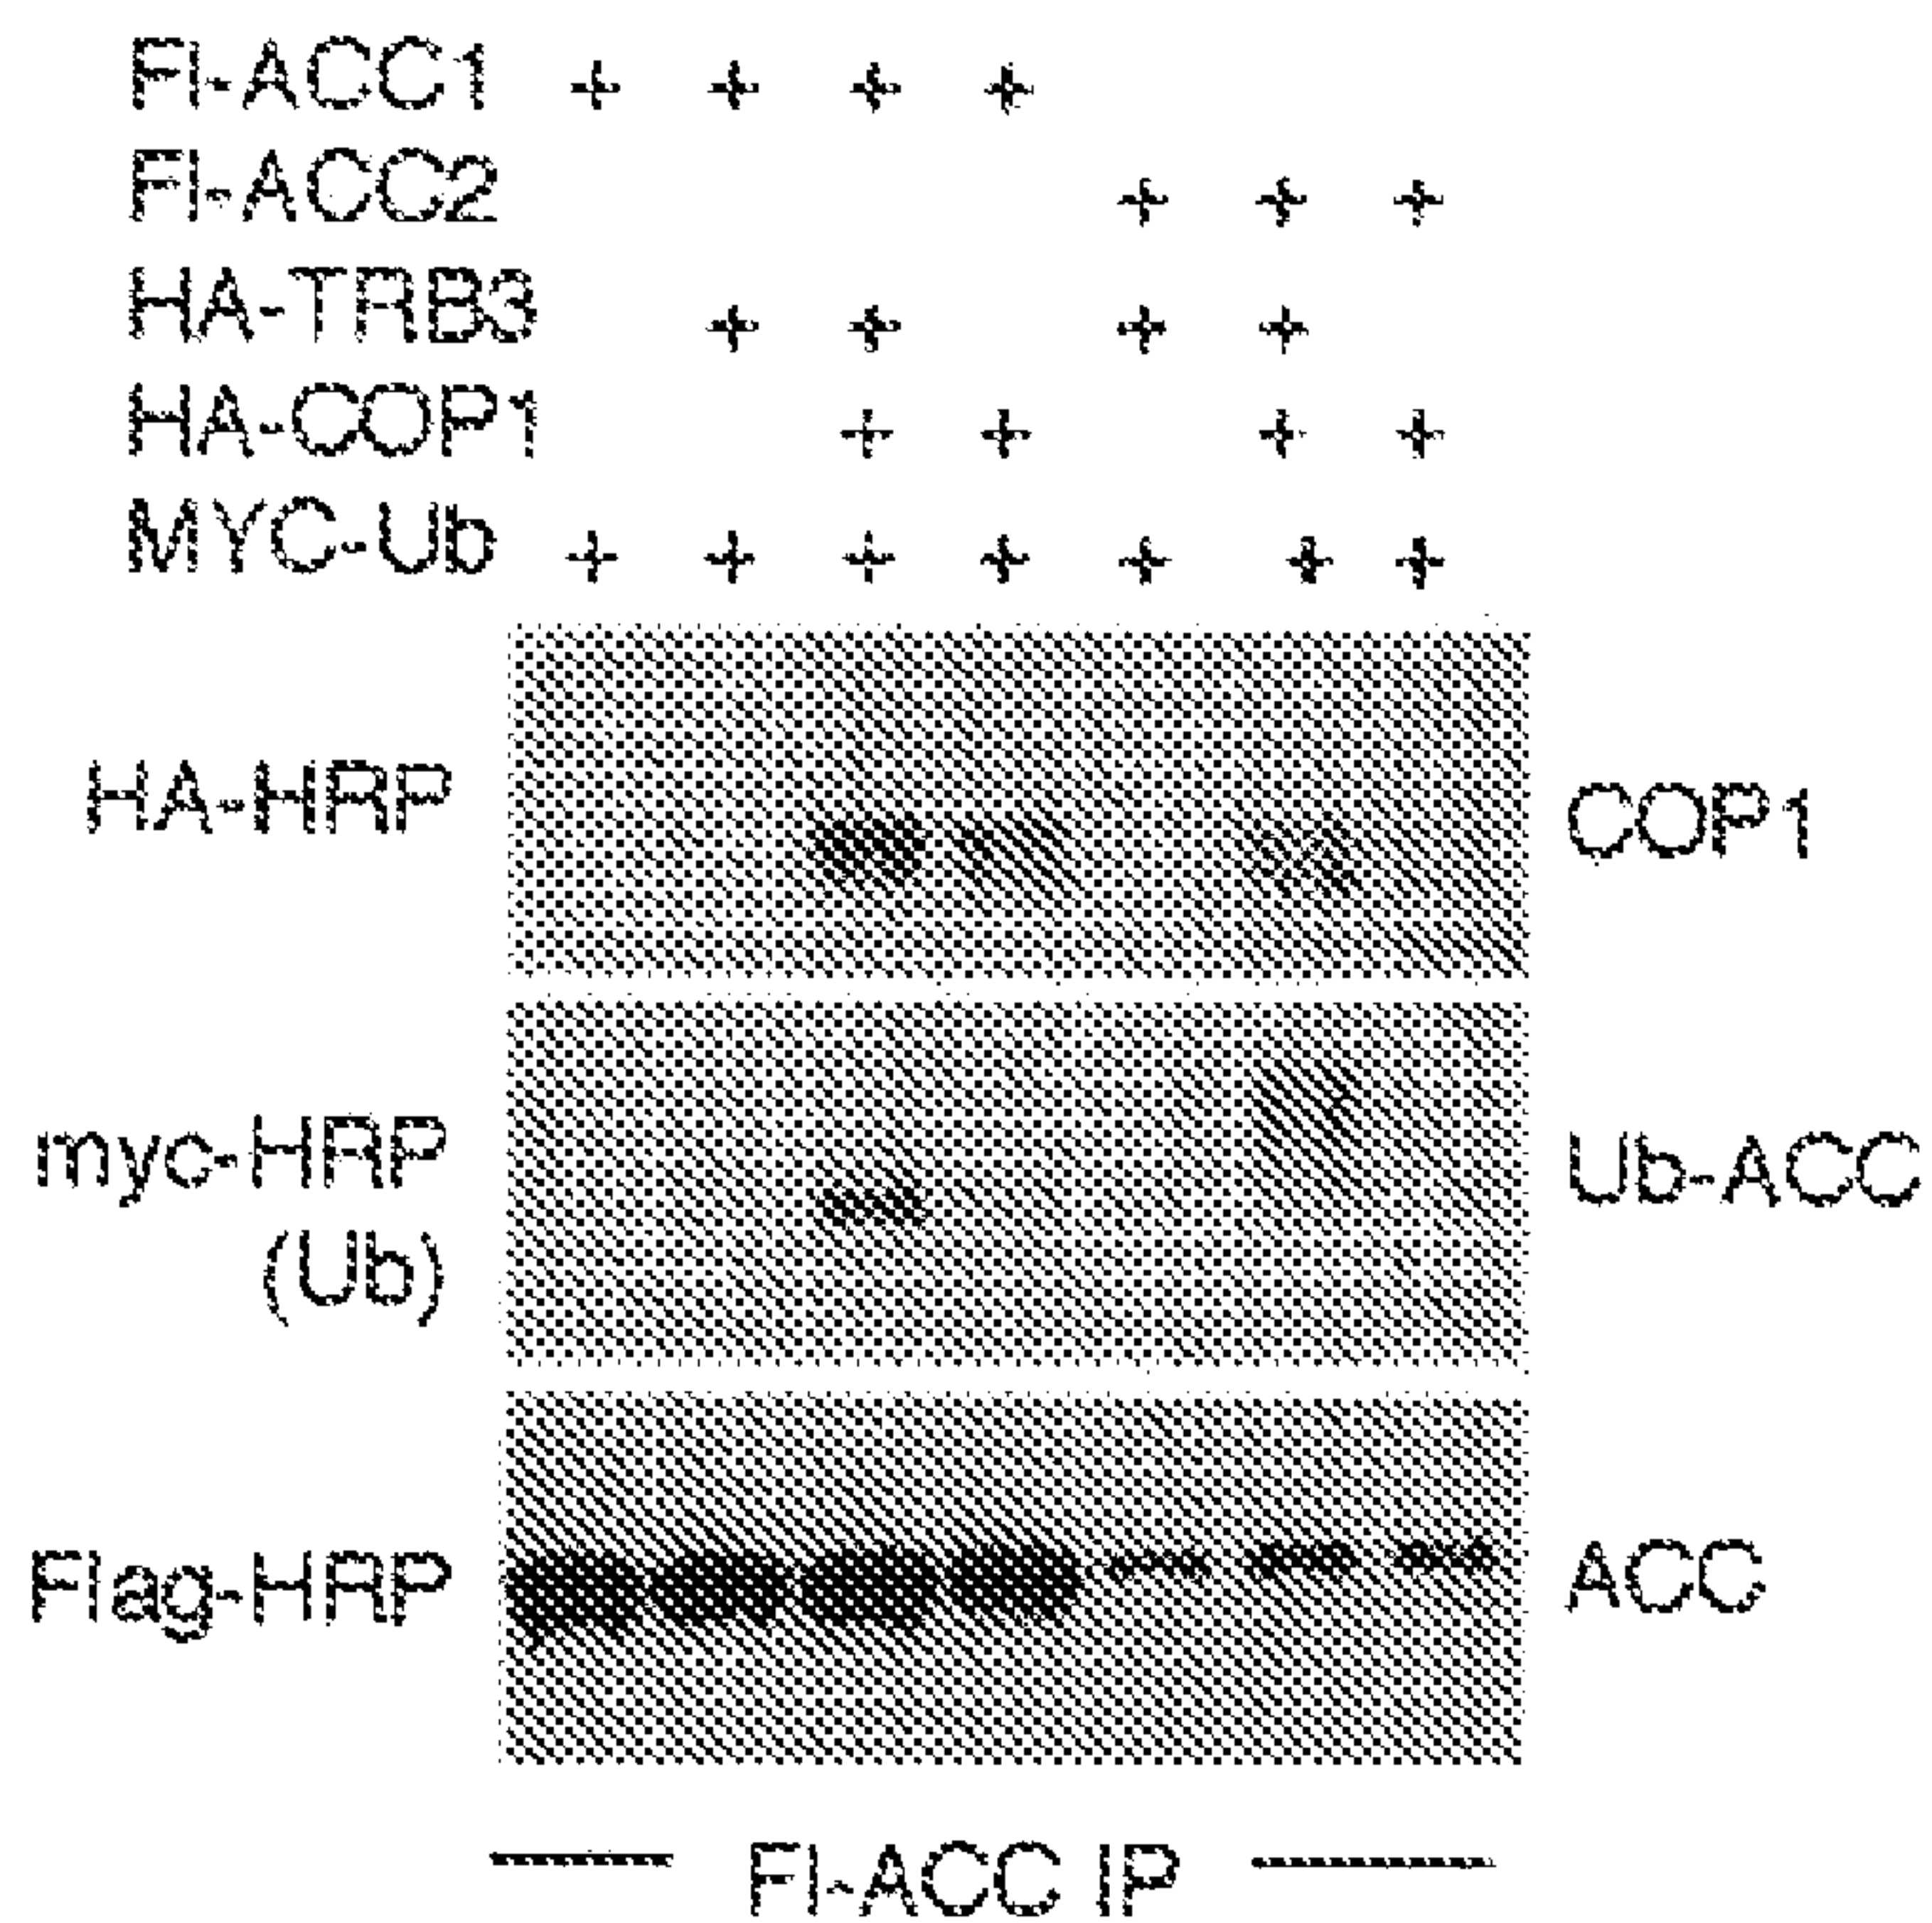 Fl-ACC1 + + + +
Fl-ACC2 + + +
HA-TRB3 + + + +
HA-COP1 + + + +
MYC-Ub + + + + + + +
HA-HRP COP1
myc-HRP Ub-ACC
(Ub)
Flag-HRP ACC
Fl-ACC IP